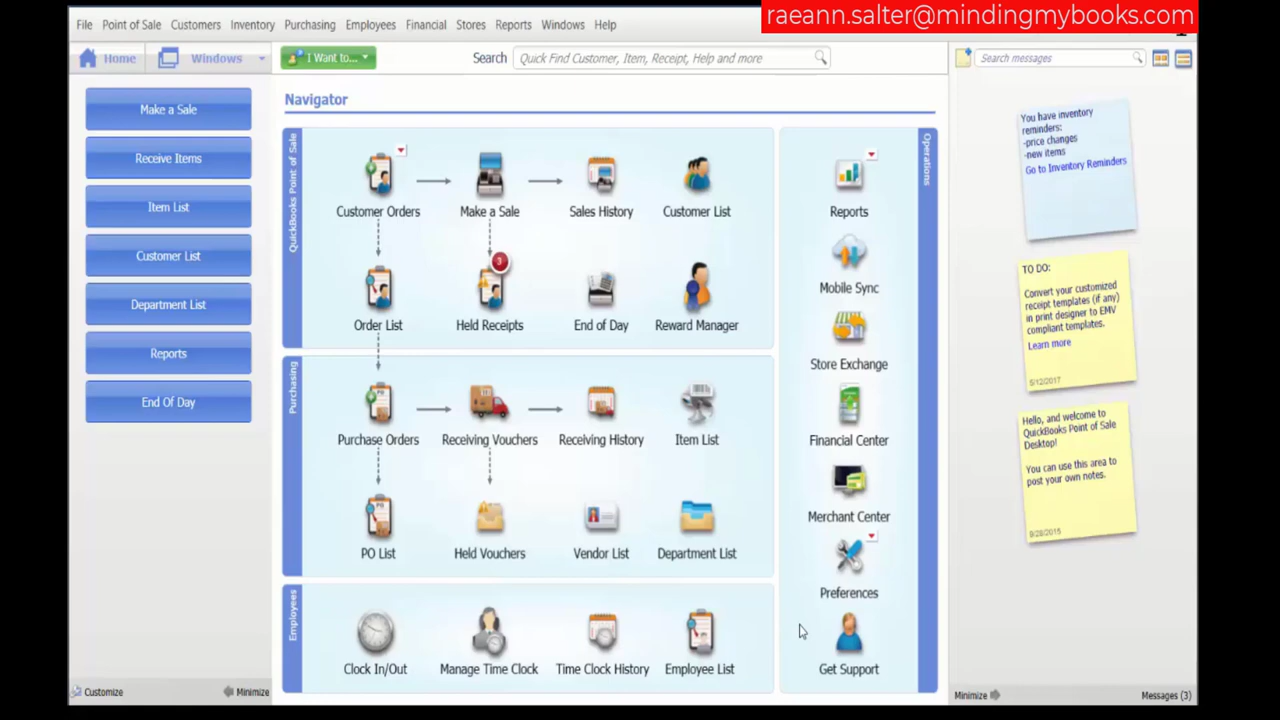 raeann.salter@mindingmybooks.com
File Point of Sale Customers Inventory Purchasing Employees Financial Stores Reports Windows Help
Home Windows I Want to... Search Quick Find Customer, Item, Receipt, Help and more Search messages
Make a Sale
Receive Items
Item List
Customer List
Department List
Reports
End Of Day
Customize Minimize
Navigator
QuickBooks Point of Sale
Customer Orders Make a Sale Sales History Customer List
3
Order List Held Receipts End of Day Reward Manager
Purchasing
Purchase Orders Receiving Vouchers Receiving History Item List
PO List Held Vouchers Vendor List Department List
Employees
Clock In/Out Manage Time Clock Time Clock History Employee List
Operations
Reports
Mobile Sync
Store Exchange
Financial Center
Merchant Center
Preferences
Get Support
You have inventory
reminders:
-price changes
-new items
Go to Inventory Reminders
TO DO:
Convert your customized
receipt templates (if any)
in print designer to EMV
compliant templates.
Learn more
5/12/2017
Hello, and welcome to
QuickBooks Point of Sale
Desktop!
You can use this area to
post your own notes.
Minimize Messages (3)